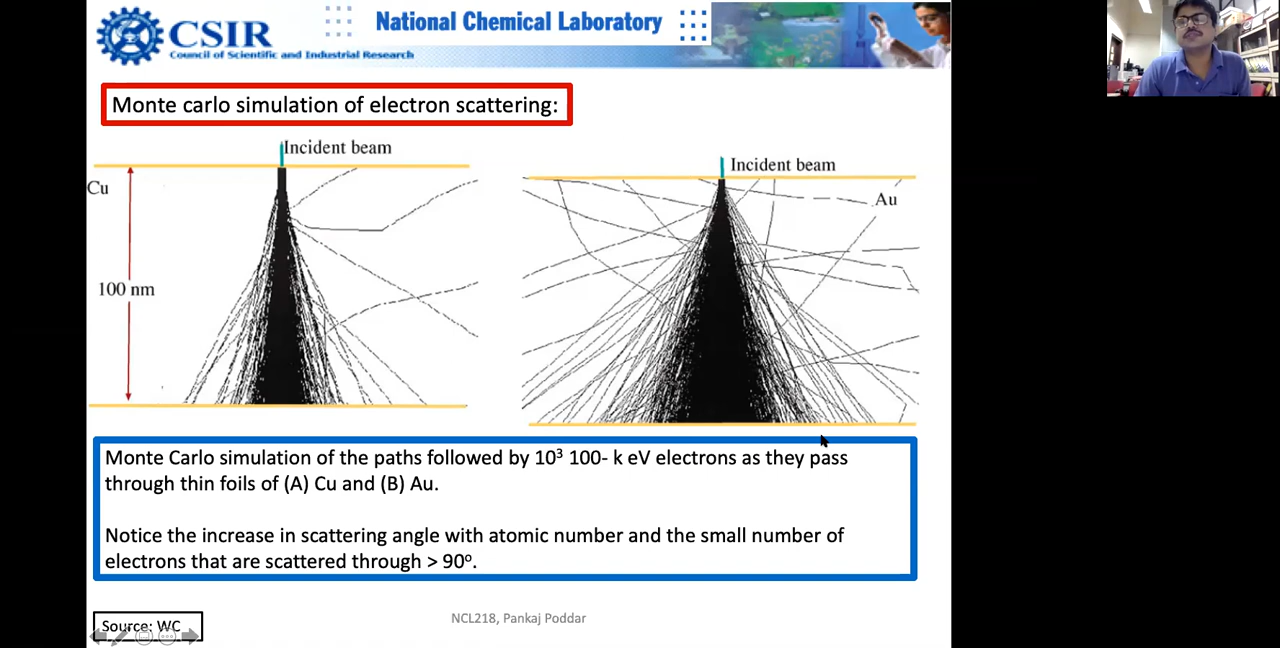 CSIR
Council of Scientific and Industrial Research
National Chemical Laboratory
Monte carlo simulation of electron scattering:
Incident beam
Cu
100 nm
Incident beam
Au
Monte Carlo simulation of the paths followed by 10³ 100- k eV electrons as they pass
through thin foils of (A) Cu and (B) Au.
Notice the increase in scattering angle with atomic number and the small number of
electrons that are scattered through > 90º.
Source: WC
NCL218, Pankaj Poddar